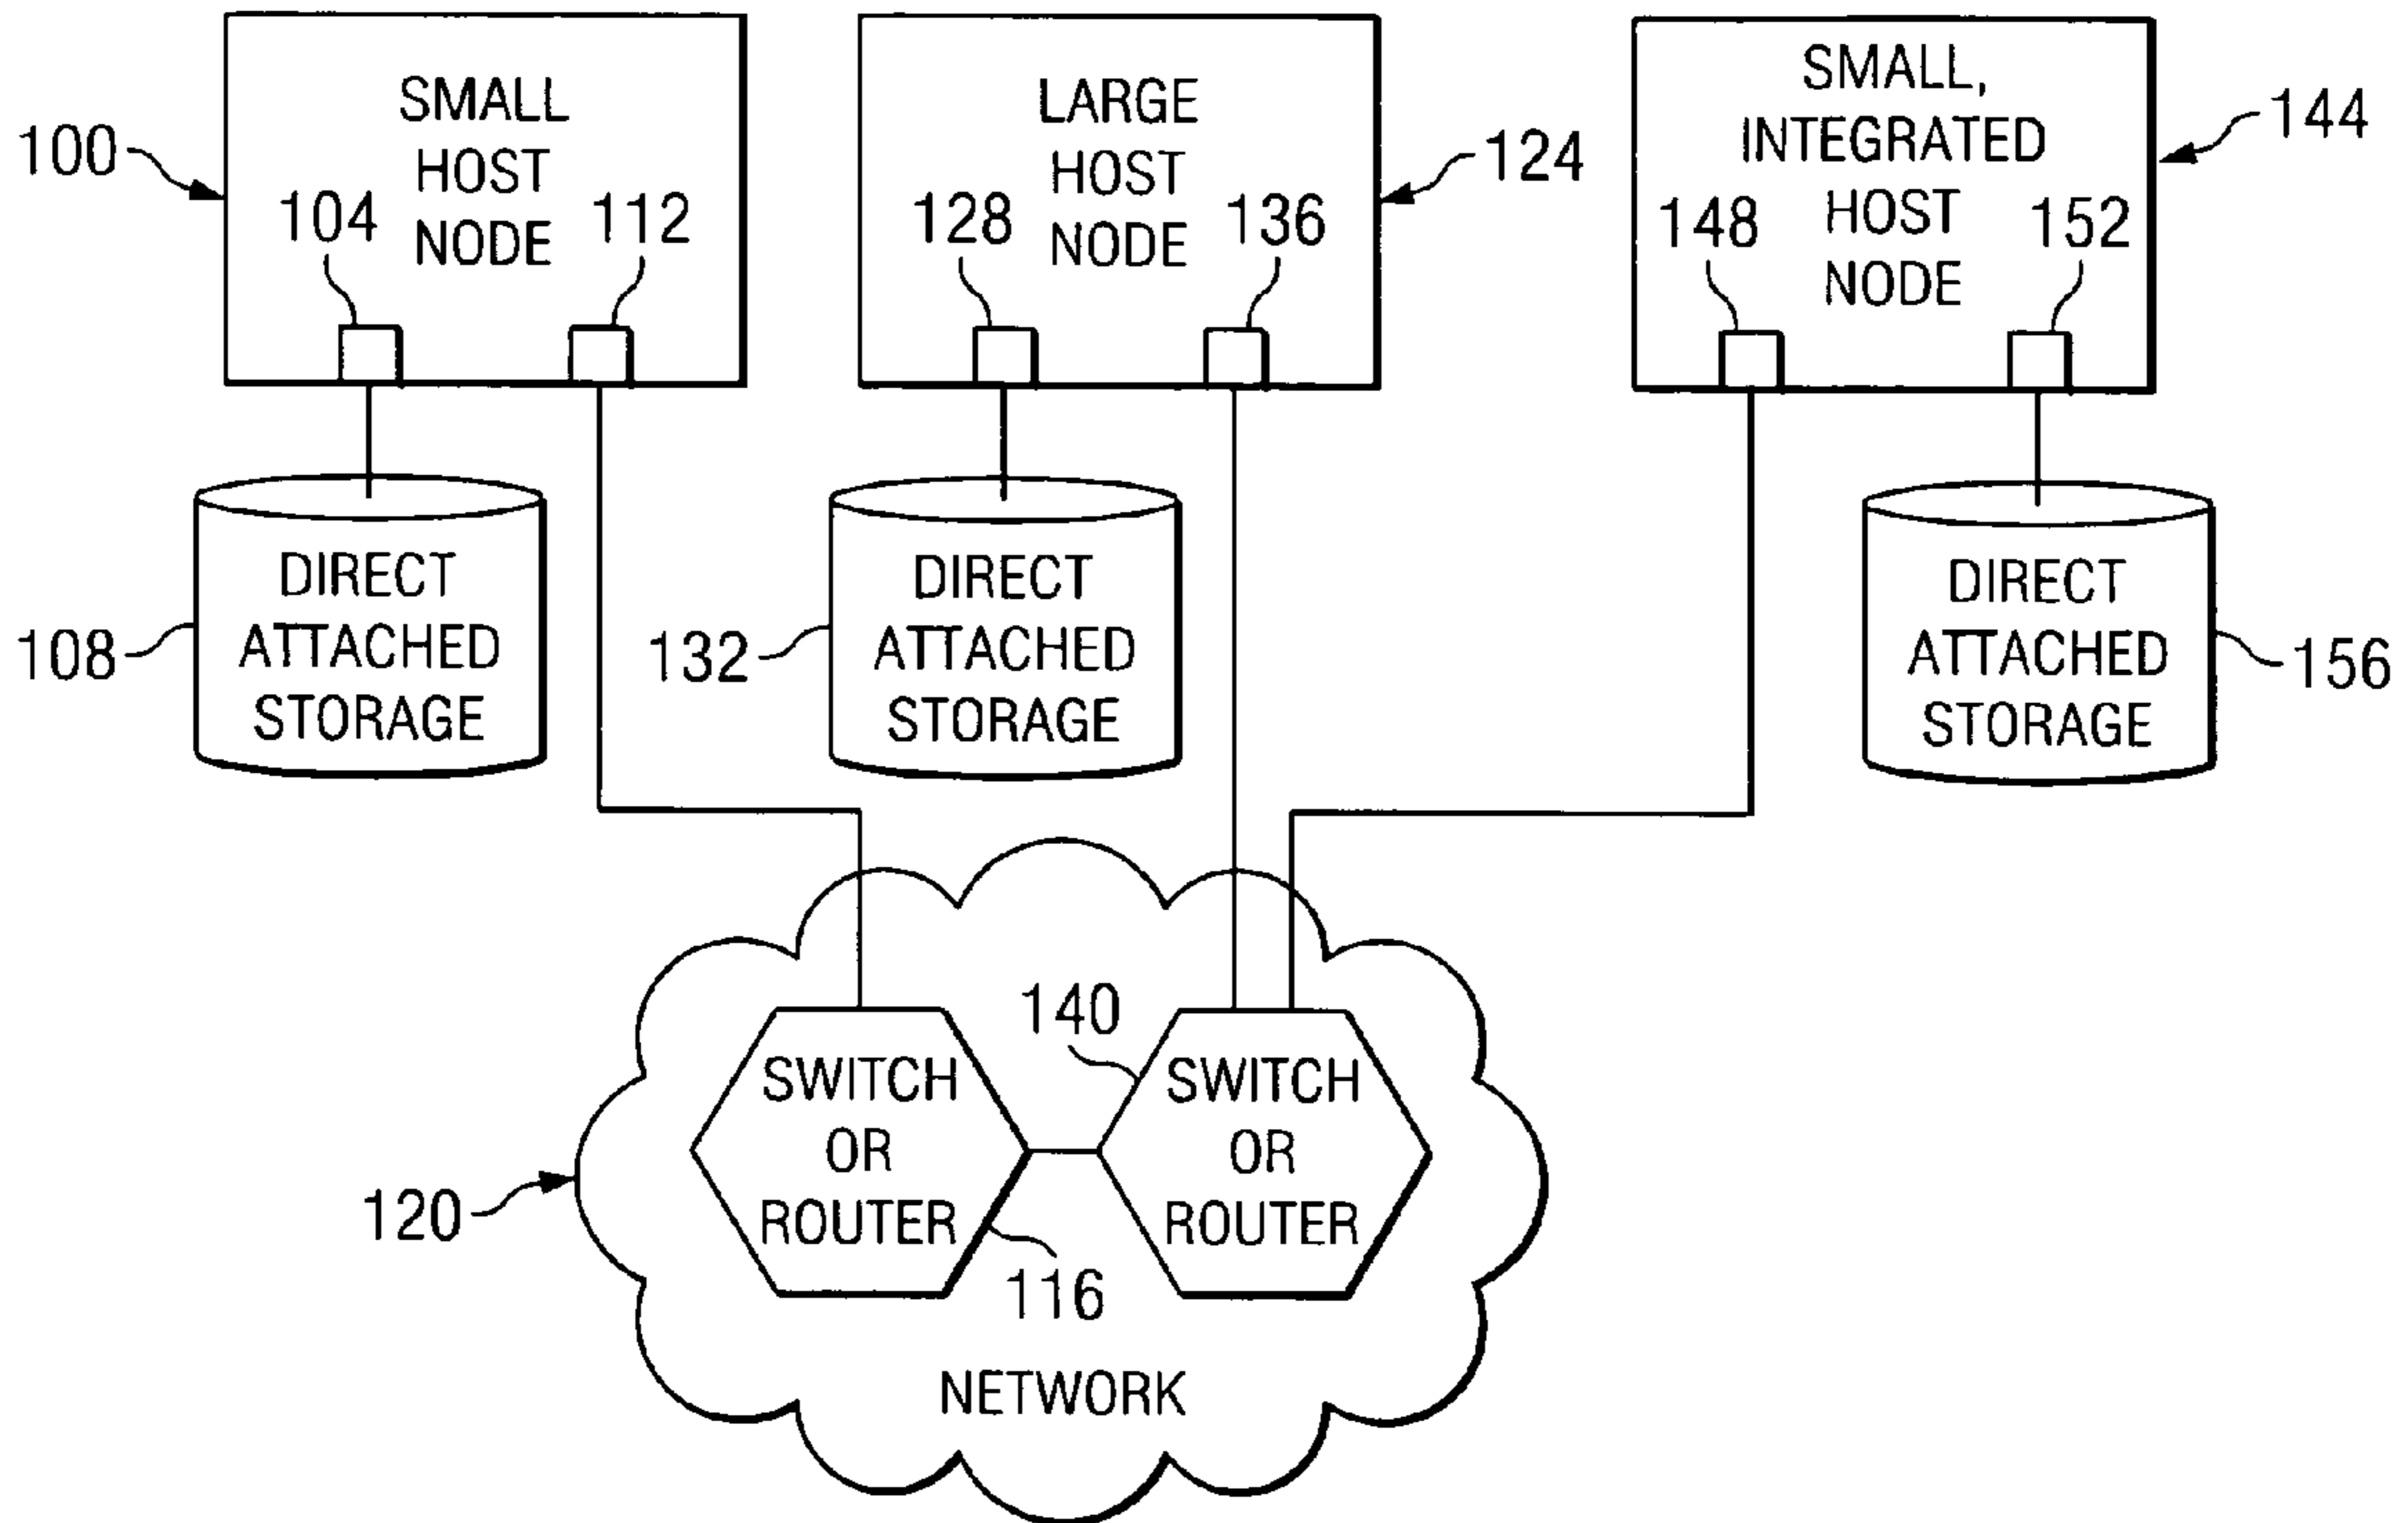 SMALL
HOST
NODE
100
104
112
LARGE
HOST
NODE
124
128
136
SMALL,
INTEGRATED
HOST
NODE
144
148
152
DIRECT
ATTACHED
STORAGE
108
DIRECT
ATTACHED
STORAGE
132
DIRECT
ATTACHED
STORAGE
156
140
SWITCH
OR
ROUTER
116
SWITCH
OR
ROUTER
120
NETWORK